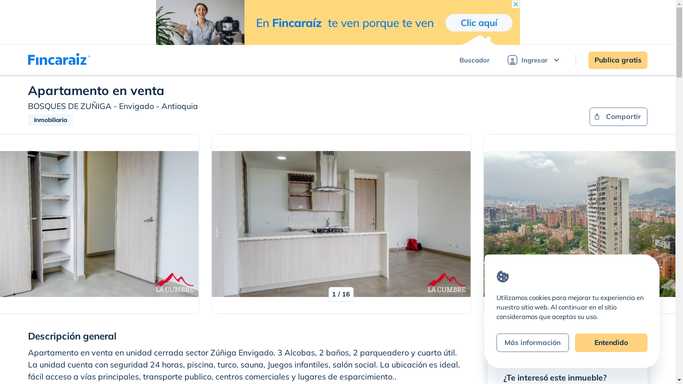 En Fincaraíz te ven porque te ven
Clic aquí
Fincaraiz
Buscador
Ingresar
Publica gratis
Apartamento en venta
BOSQUES DE ZUÑIGA - Envigado - Antioquia
Inmobiliaria
Compartir
LA CUMBRE
LA CUMBRE
1 / 16
Utilizamos cookies para mejorar tu experiencia en
nuestro sitio web. Al continuar en el sitio
consideramos que aceptas su uso.
Más información
Entendido
Descripción general
Apartamento en venta en unidad cerrada sector Zúñiga Envigado. 3 Alcobas, 2 baños, 2 parqueadero y cuarto útil.
La unidad cuenta con seguridad 24 horas, piscina, turco, sauna, Juegos infantiles, salón social. La ubicación es ideal,
fácil acceso a vías principales, transporte publico, centros comerciales y lugares de esparcimiento..
¿Te interesó este inmueble?